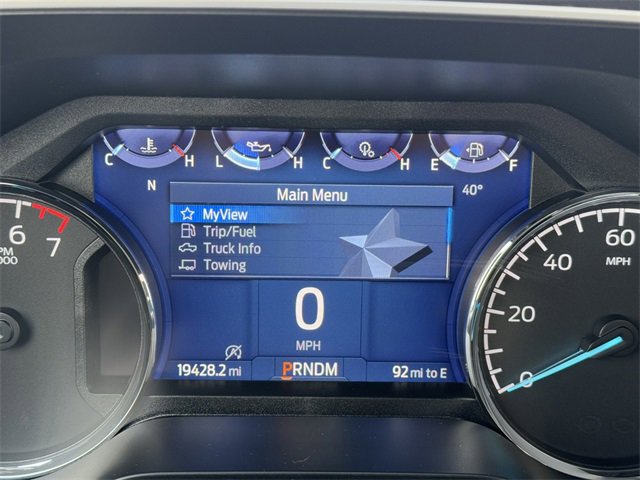 C H L H C H E F
N
40°
Main Menu
MyView
Trip/Fuel
Truck Info
Towing
0
MPH
19428.2 mi
PRNDM
92 mi to E
6 7
0 20 40 60
MPH